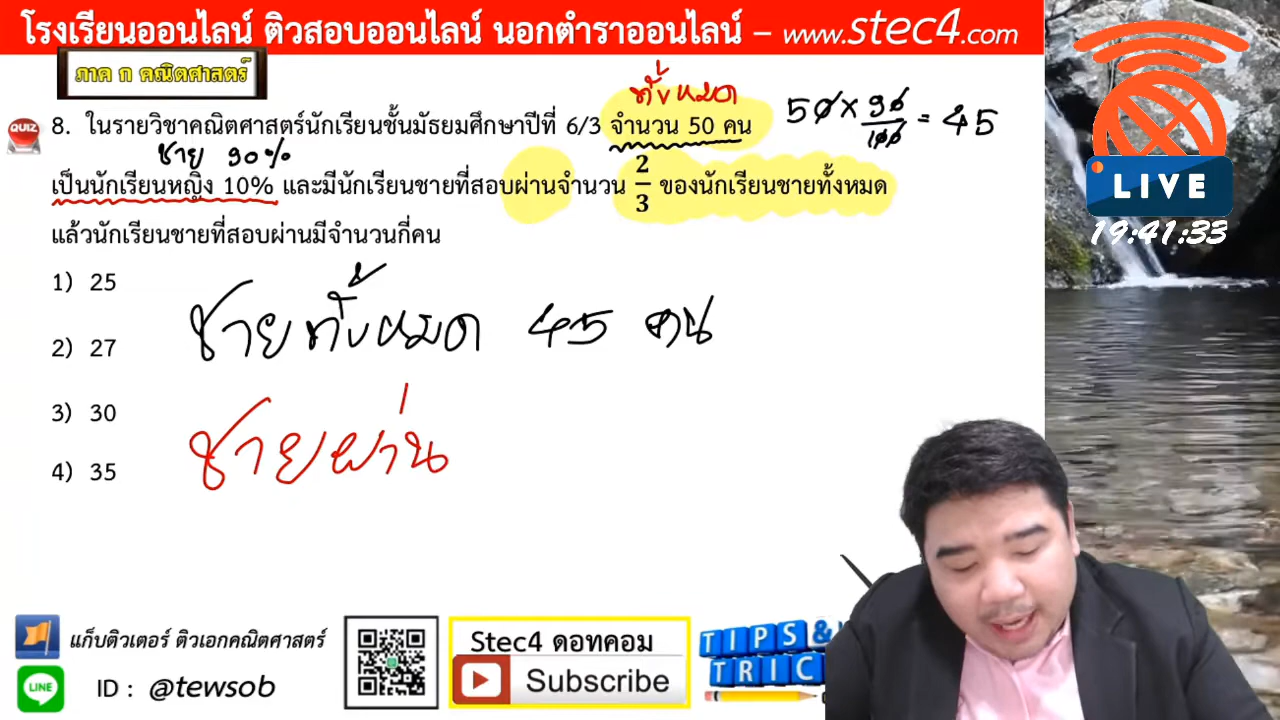 โรงเรียนออนไลน์ ติวสอบออนไลน์ นอกตำราออนไลน์ – www.stec4.com
ภาค ก คณิตศาสตร์
ทั้งหมด
50 × 90/100 = 45
QUIZ
8. ในรายวิชาคณิตศาสตร์นักเรียนชั้นมัธยมศึกษาปีที่ 6/3 จำนวน 50 คน
ชาย 90%
เป็นนักเรียนหญิง 10% และมีนักเรียนชายที่สอบผ่านจำนวน 2/3 ของนักเรียนชายทั้งหมด
LIVE
19:41:33
แล้วนักเรียนชายที่สอบผ่านมีจำนวนกี่คน
1) 25
ชายทั้งหมด 45 คน
2) 27
3) 30
ชายผ่าน
4) 35
แก็บติวเตอร์ ติวเอกคณิตศาสตร์
Stec4 ดอทคอม
TIPS &
TRIC
LINE
ID : @tewsob
Subscribe